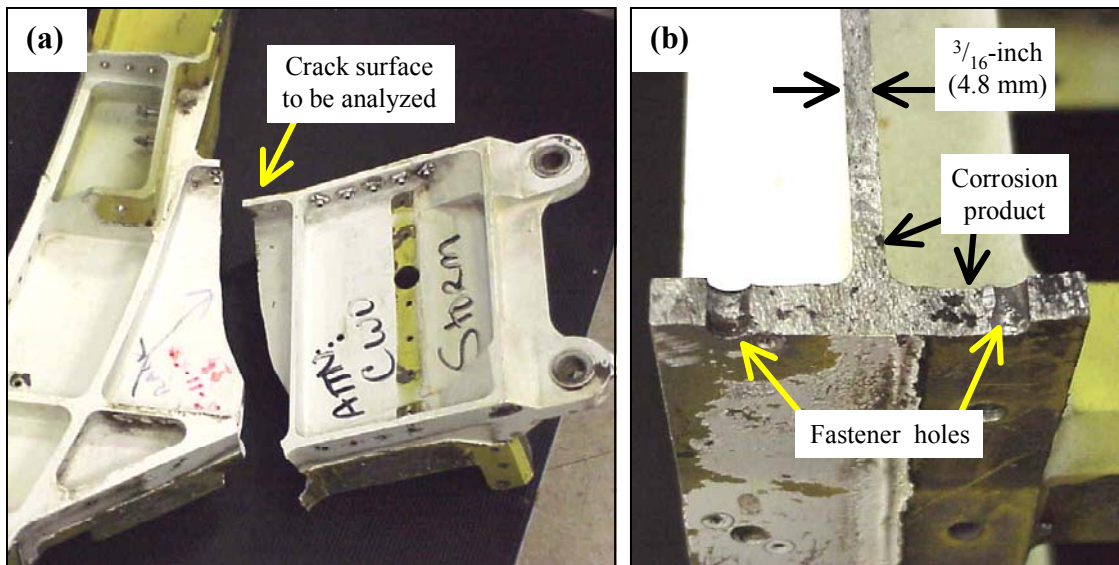 (a)
Crack surface
to be analyzed
ATTN:
CWO
Storm
(b)
3/16-inch
(4.8 mm)
Corrosion
product
Fastener holes